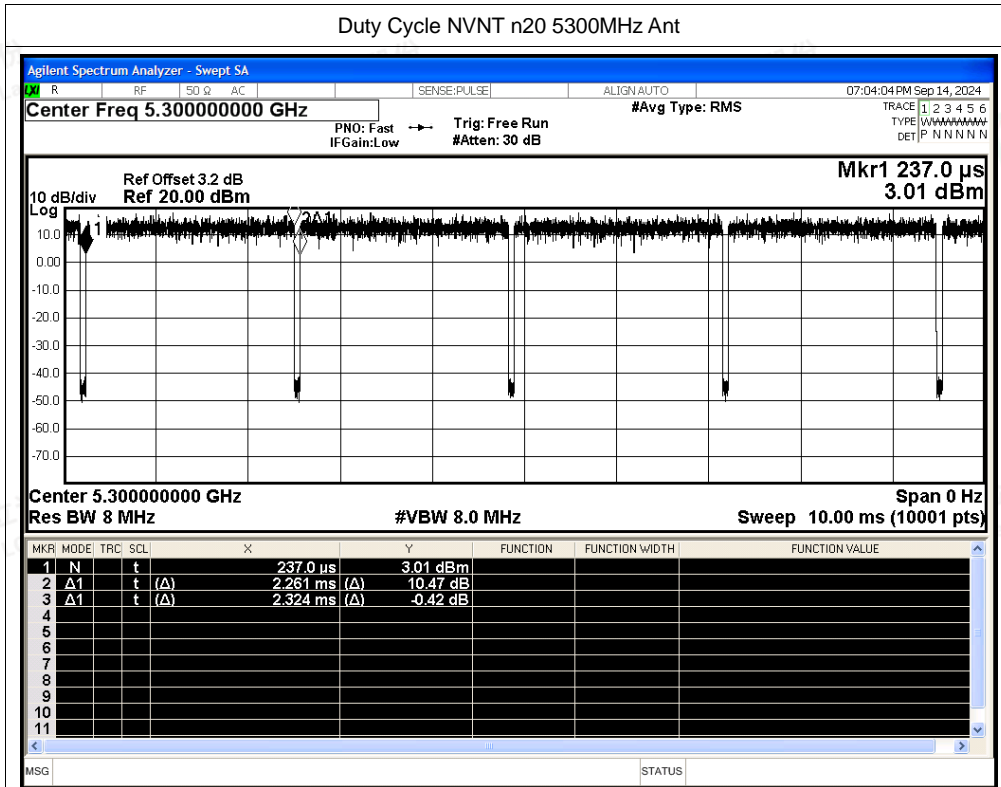 Duty Cycle NVNT n20 5300MHz Ant
Agilent Spectrum Analyzer - Swept SA
LXI R RF 50 Ω AC SENSE:PULSE ALIGN AUTO 07:04:04 PM Sep 14, 2024
Center Freq 5.300000000 GHz #Avg Type: RMS TRACE 1 2 3 4 5 6
PNO: Fast Trig: Free Run TYPE WWWWWW
IFGain:Low #Atten: 30 dB DET P N N N N N
Mkr1 237.0 µs
Ref Offset 3.2 dB
10 dB/div Ref 20.00 dBm 3.01 dBm
Log
1 2Δ1
10.0
0.00
-10.0
-20.0
-30.0
-40.0
-50.0
-60.0
-70.0
Center 5.300000000 GHz Span 0 Hz
Res BW 8 MHz #VBW 8.0 MHz Sweep 10.00 ms (10001 pts)
MKR MODE TRC SCL X Y FUNCTION FUNCTION WIDTH FUNCTION VALUE
1 N t 237.0 µs 3.01 dBm
2 Δ1 t (Δ) 2.261 ms (Δ) 10.47 dB
3 Δ1 t (Δ) 2.324 ms (Δ) -0.42 dB
4
5
6
7
8
9
10
11
MSG STATUS